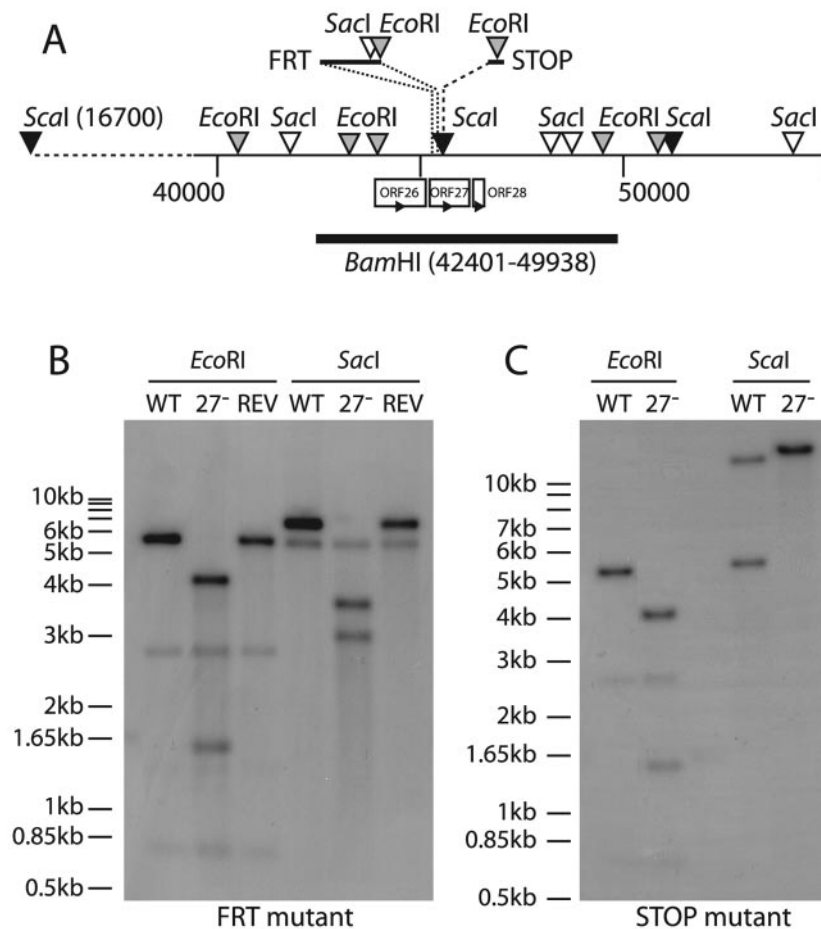 A
SacI EcoRI EcoRI
FRT STOP
ScaI (16700) EcoRI SacI EcoRI ScaI SacI EcoRI ScaI SacI
40000 50000
ORF26 ORF27 ORF28
BamHI (42401-49938)
B
EcoRI SacI
WT 27⁻ REV WT 27⁻ REV
10kb
6kb
5kb
4kb
3kb
2kb
1.65kb
1kb
0.85kb
0.5kb
FRT mutant
C
EcoRI ScaI
WT 27⁻ WT 27⁻
10kb
7kb
6kb
5kb
4kb
3kb
2kb
1.65kb
1kb
0.85kb
0.5kb
STOP mutant